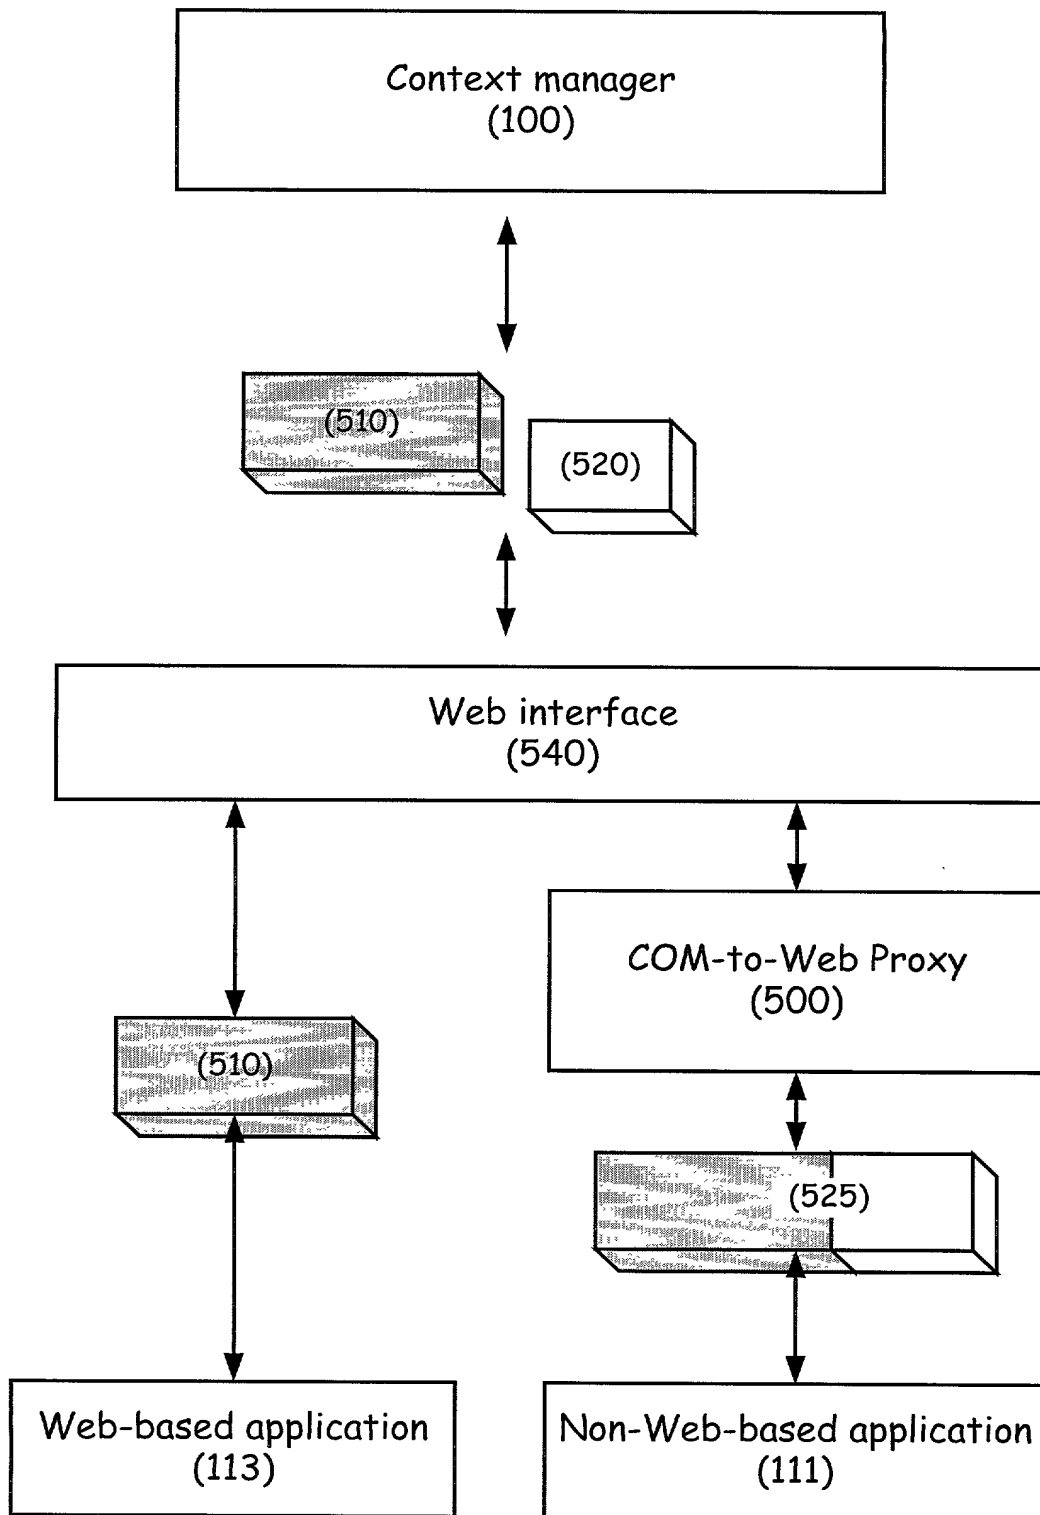 Context manager
(100)
(510)
(520)
Web interface
(540)
COM-to-Web Proxy
(500)
(510)
(525)
Web-based application
(113)
Non-Web-based application
(111)